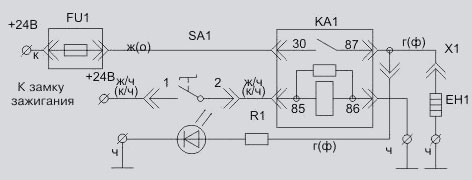 FU1
+24В
к
ж(о)
SA1
KA1
30
87
г(ф)
X1
+24В
К замку
зажигания
ж/ч
(к/ч)
1
2
ж/ч
(к/ч)
85
86
EH1
R1
ч
г(ф)
ч
ч